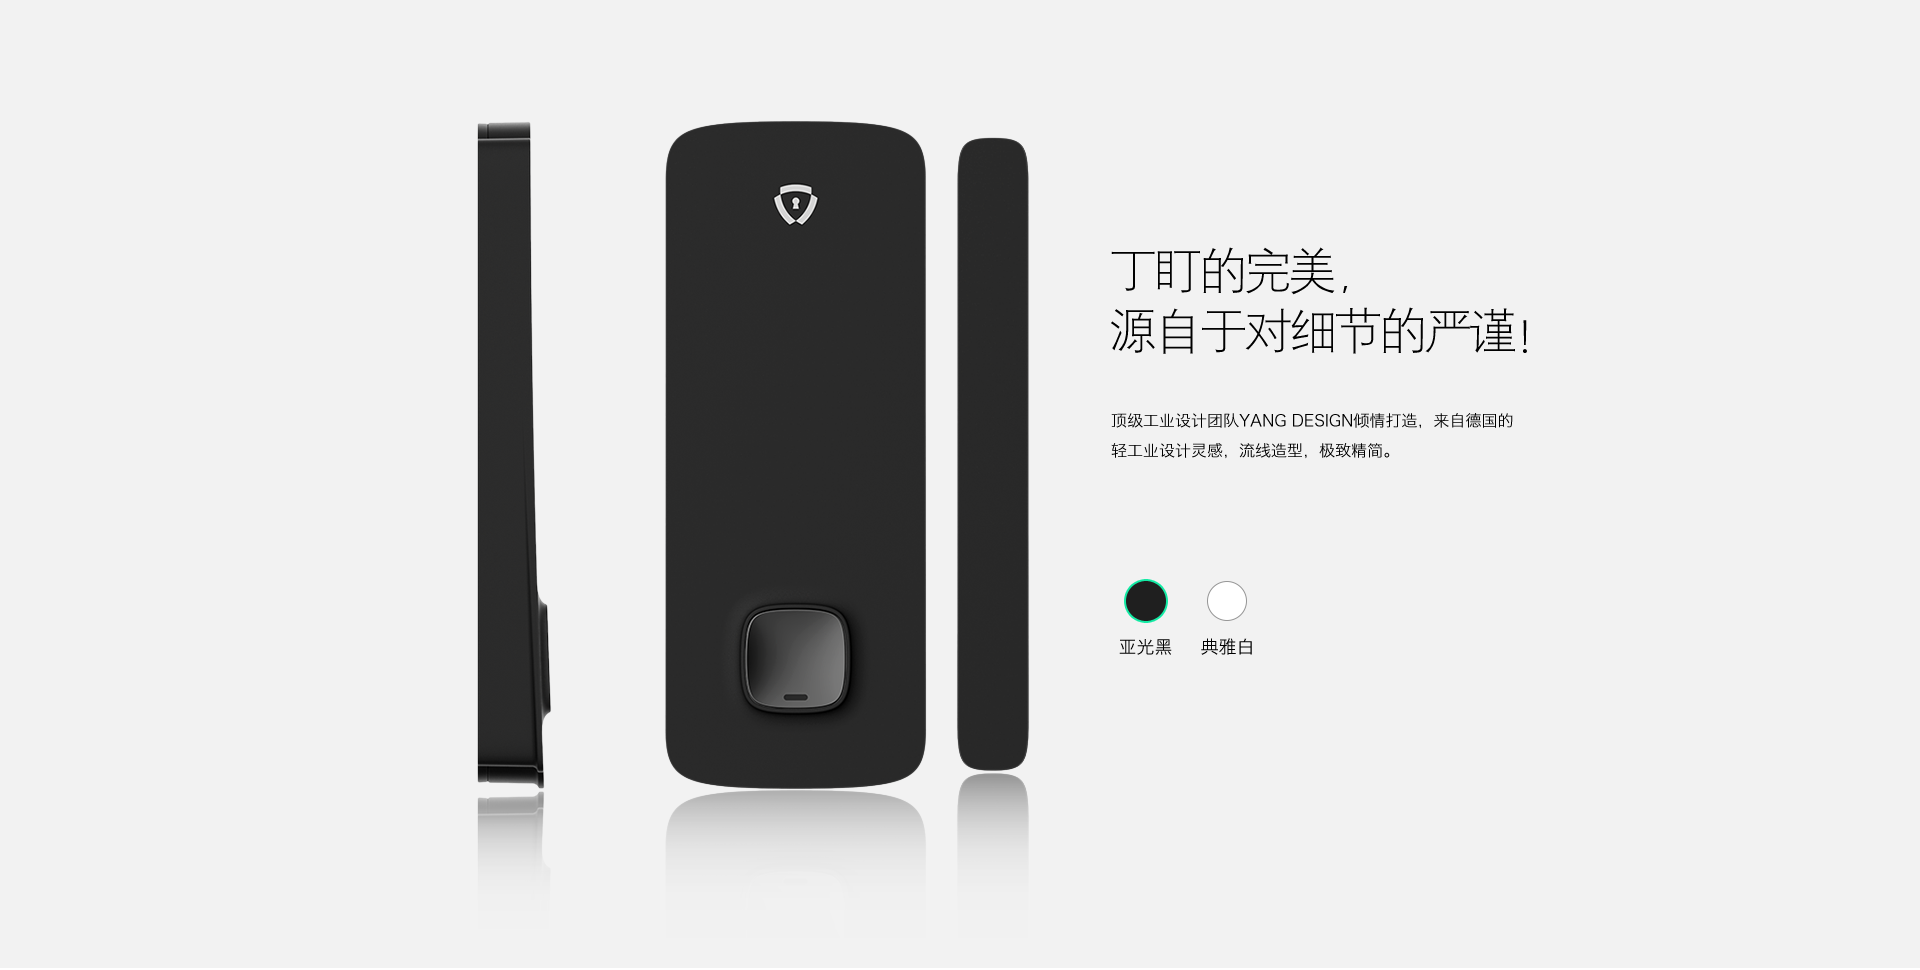 丁盯的完美，
源自于对细节的严谨！
顶级工业设计团队YANG DESIGN倾情打造，来自德国的
轻工业设计灵感，流线造型，极致精简。
亚光黑 典雅白